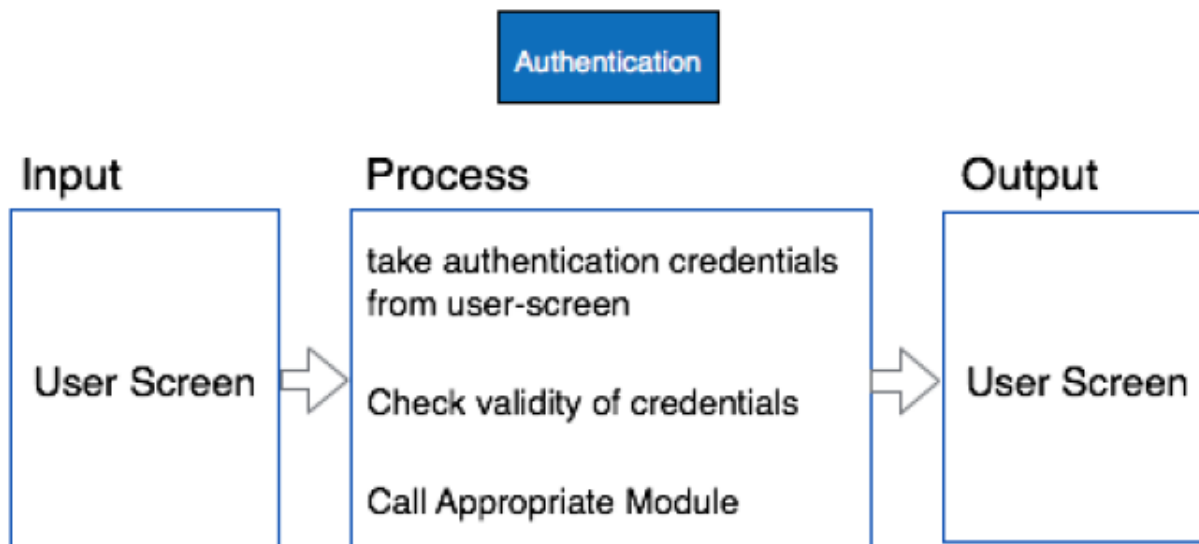 Authentication
Input
Process
Output
User Screen
take authentication credentials
from user-screen
Check validity of credentials
Call Appropriate Module
User Screen